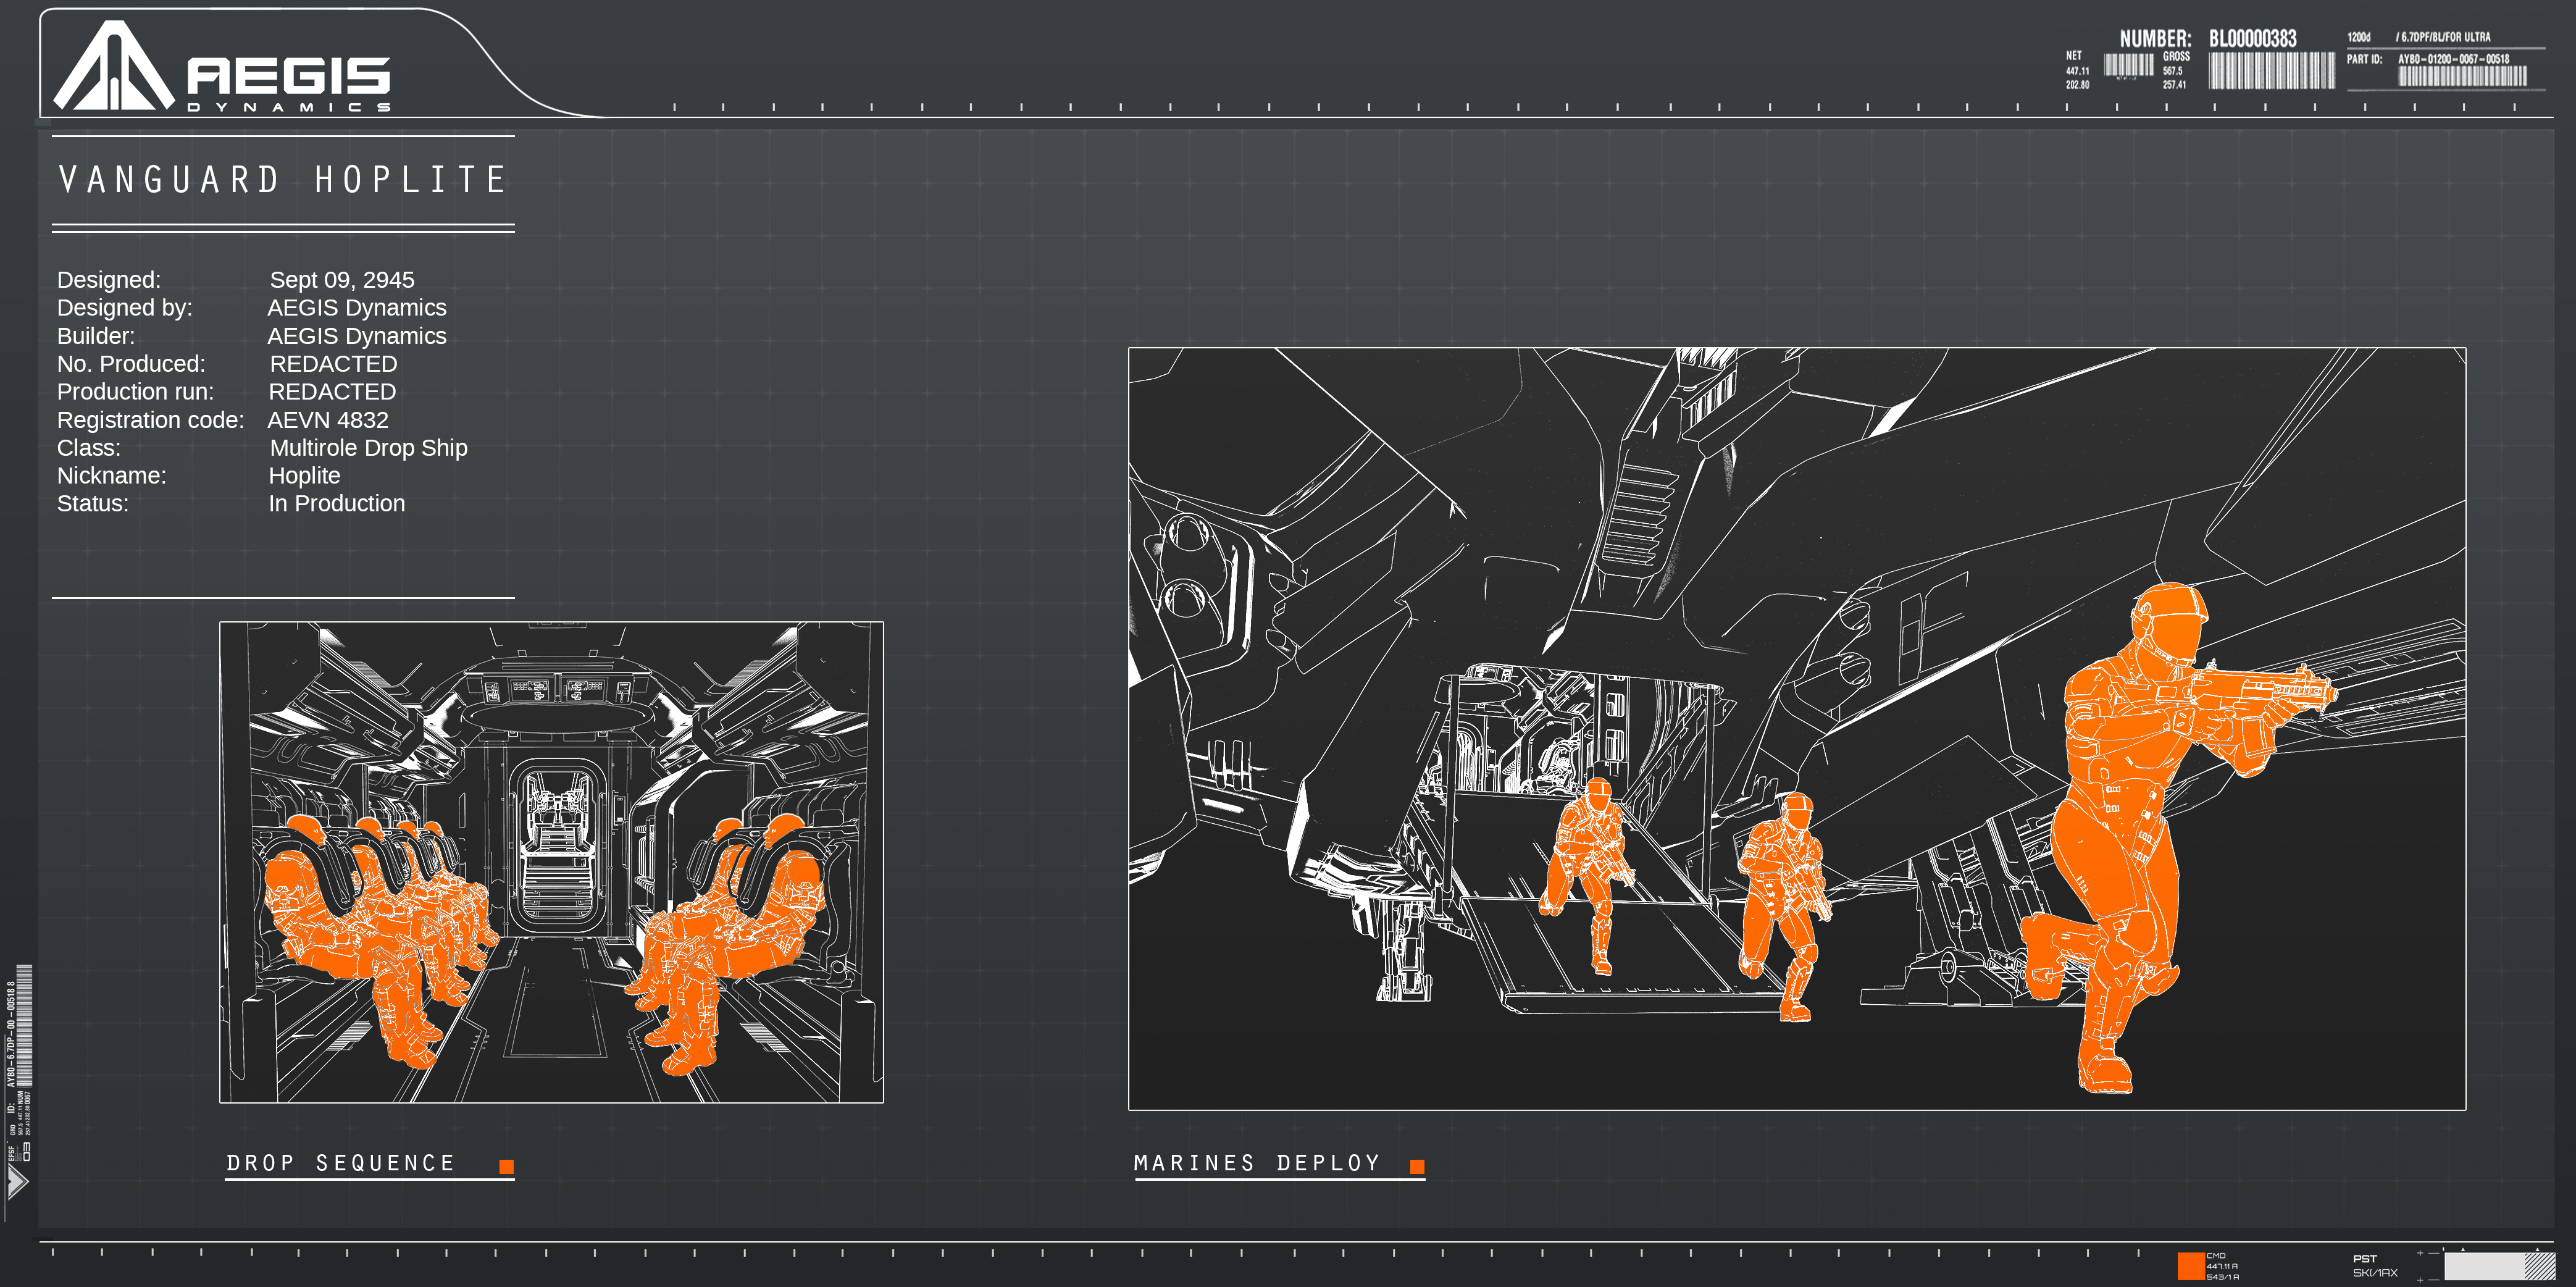 AEGIS
DYNAMICS
NUMBER: BL00000383
NET
447.11
202.80
GROSS
567.5
257.41
1200d / 6.7DPF/BL/FOR ULTRA
PART ID: AYB0-01200-0067-00518
VANGUARD HOPLITE
Designed: Sept 09, 2945
Designed by: AEGIS Dynamics
Builder: AEGIS Dynamics
No. Produced: REDACTED
Production run: REDACTED
Registration code: AEVN 4832
Class: Multirole Drop Ship
Nickname: Hoplite
Status: In Production
DROP SEQUENCE
MARINES DEPLOY
ID: AYB0-6.7DP-00-00518 8
CMO
447.11 A
543/1 A
PST